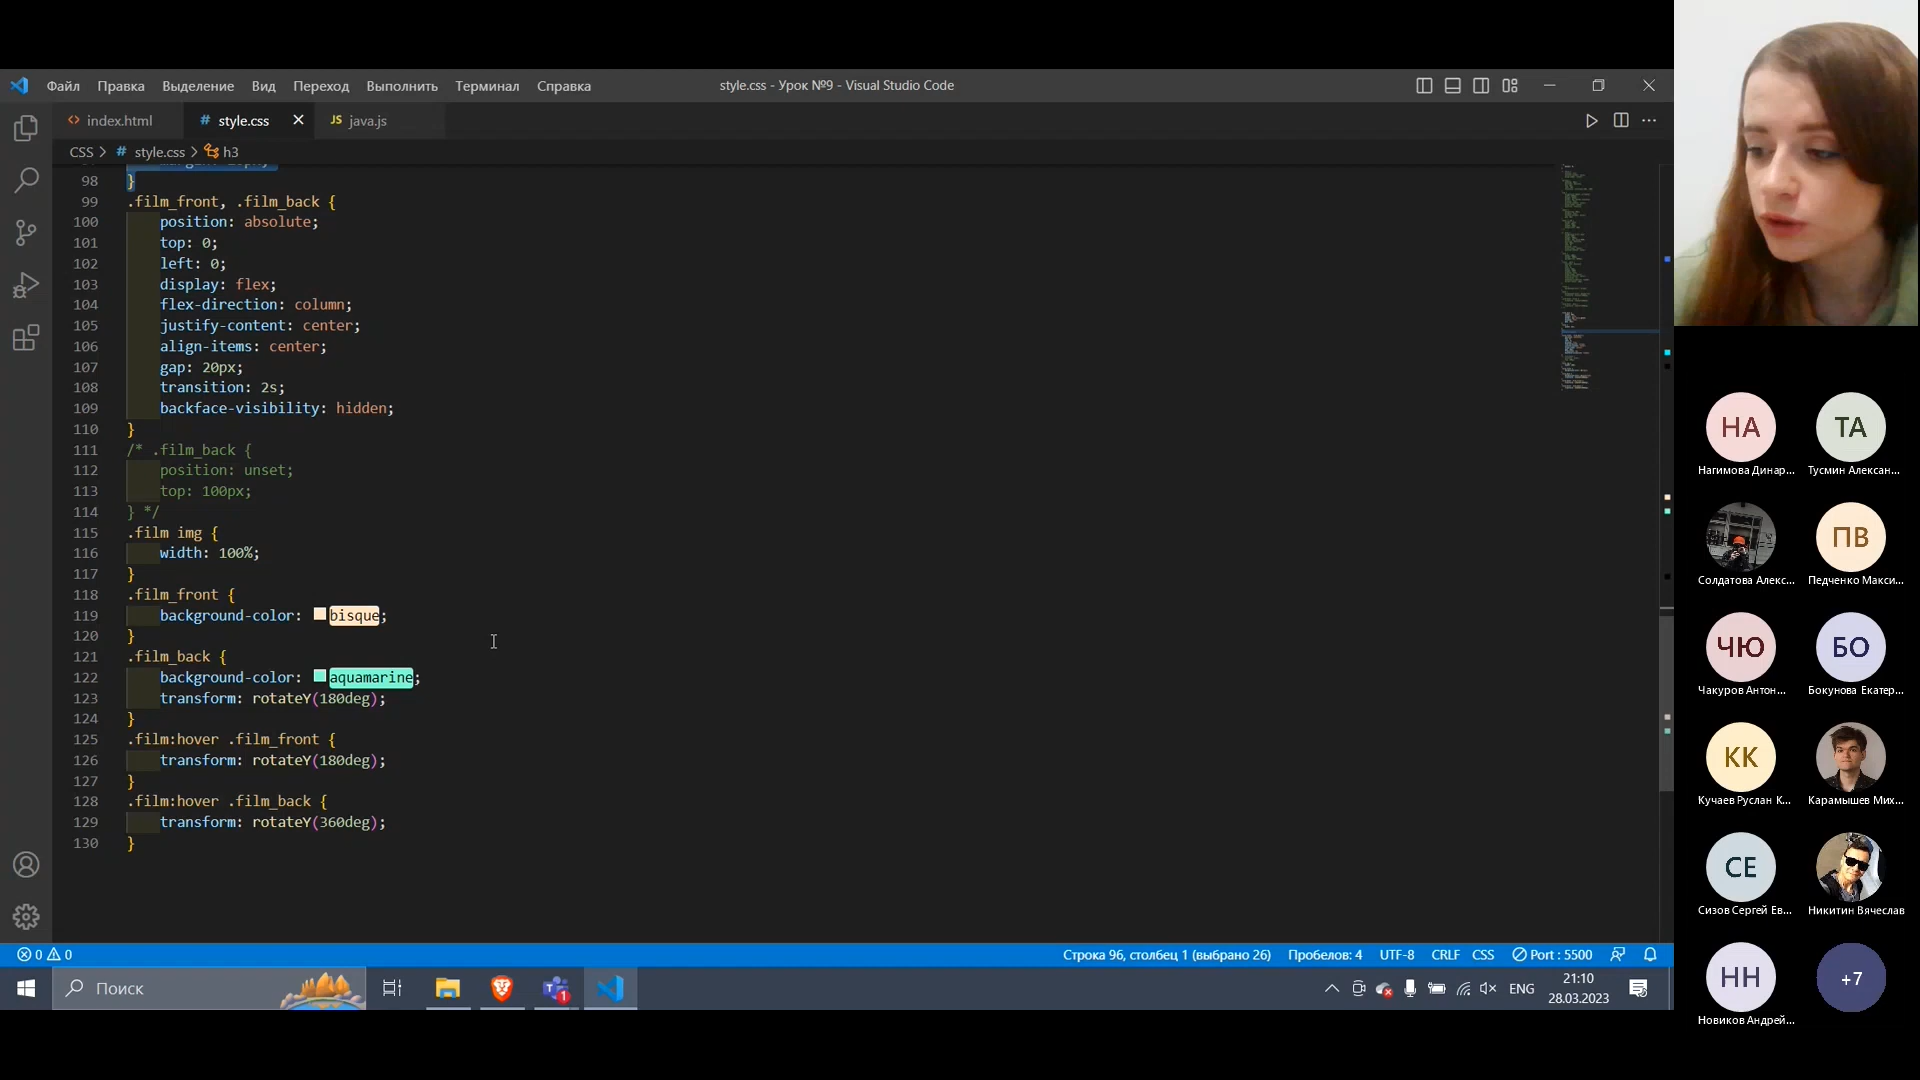 Файл Правка Выделение Вид Переход Выполнить Терминал Справка
style.css - Урок №9 - Visual Studio Code
index.html
# style.css
JS java.js
CSS > # style.css > h3
98 }
99 .film_front, .film_back {
100 position: absolute;
101 top: 0;
102 left: 0;
103 display: flex;
104 flex-direction: column;
105 justify-content: center;
106 align-items: center;
107 gap: 20px;
108 transition: 2s;
109 backface-visibility: hidden;
110 }
111 /* .film_back {
112 position: unset;
113 top: 100px;
114 } */
115 .film img {
116 width: 100%;
117 }
118 .film_front {
119 background-color: bisque;
120 }
121 .film_back {
122 background-color: aquamarine;
123 transform: rotateY(180deg);
124 }
125 .film:hover .film_front {
126 transform: rotateY(180deg);
127 }
128 .film:hover .film_back {
129 transform: rotateY(360deg);
130 }
0 0
Строка 96, столбец 1 (выбрано 26) Пробелов: 4 UTF-8 CRLF CSS Port : 5500
Поиск
1
ENG
21:10
28.03.2023
НА
Нагимова Динар...
ТА
Тусмин Алексан...
Солдатова Алекс...
ПВ
Педченко Макси...
ЧЮ
Чакуров Антон...
БО
Бокунова Екатер...
КК
Кучаев Руслан К...
Карамышев Мих...
СЕ
Сизов Сергей Ев...
Никитин Вячеслав
НН
Новиков Андрей...
+7